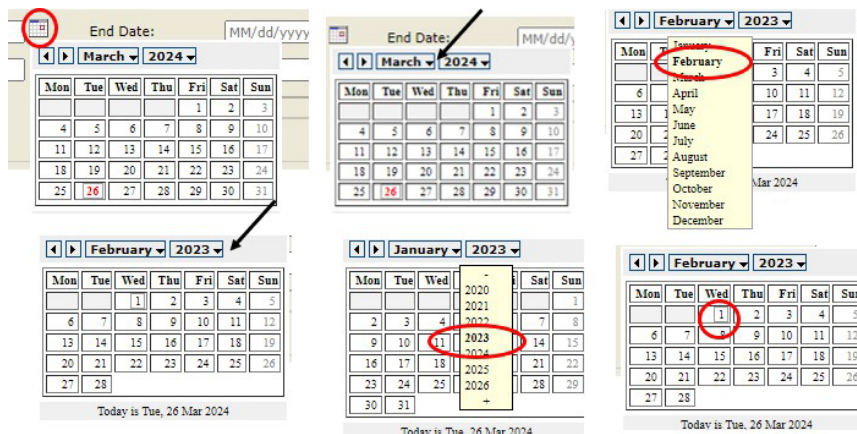 End Date: MM/dd/yyyy
March 2024
Mon Tue Wed Thu Fri Sat Sun
1 2 3
4 5 6 7 8 9 10
11 12 13 14 15 16 17
18 19 20 21 22 23 24
25 26 27 28 29 30 31
End Date: MM/dd/y
March 2024
Mon Tue Wed Thu Fri Sat Sun
1 2 3
4 5 6 7 8 9 10
11 12 13 14 15 16 17
18 19 20 21 22 23 24
25 26 27 28 29 30 31
February 2023
Mon Fri Sat Sun
January
February
March
April
May
June
July
August
September
October
November
December
3 4 5
6 10 11 12
13 17 18 19
20 24 25 26
27
Mar 2024
February 2023
Mon Tue Wed Thu Fri Sat Sun
1 2 3 4 5
6 7 8 9 10 11 12
13 14 15 16 17 18 19
20 21 22 23 24 25 26
27 28
Today is Tue, 26 Mar 2024
January 2023
Mon Tue Wed Sat Sun
-
2020
2021
2022
2023
2024
2025
2026
+
1
2 3 4 7 8
9 10 11 14 15
16 17 18 21 22
23 24 25 28 29
30 31
Today is Tue, 26 Mar 2024
February 2023
Mon Tue Wed Thu Fri Sat Su
1 2 3 4 5
6 7 8 9 10 11 12
13 14 15 16 17 18 19
20 21 22 23 24 25 26
27 28
Today is Tue, 26 Mar 2024